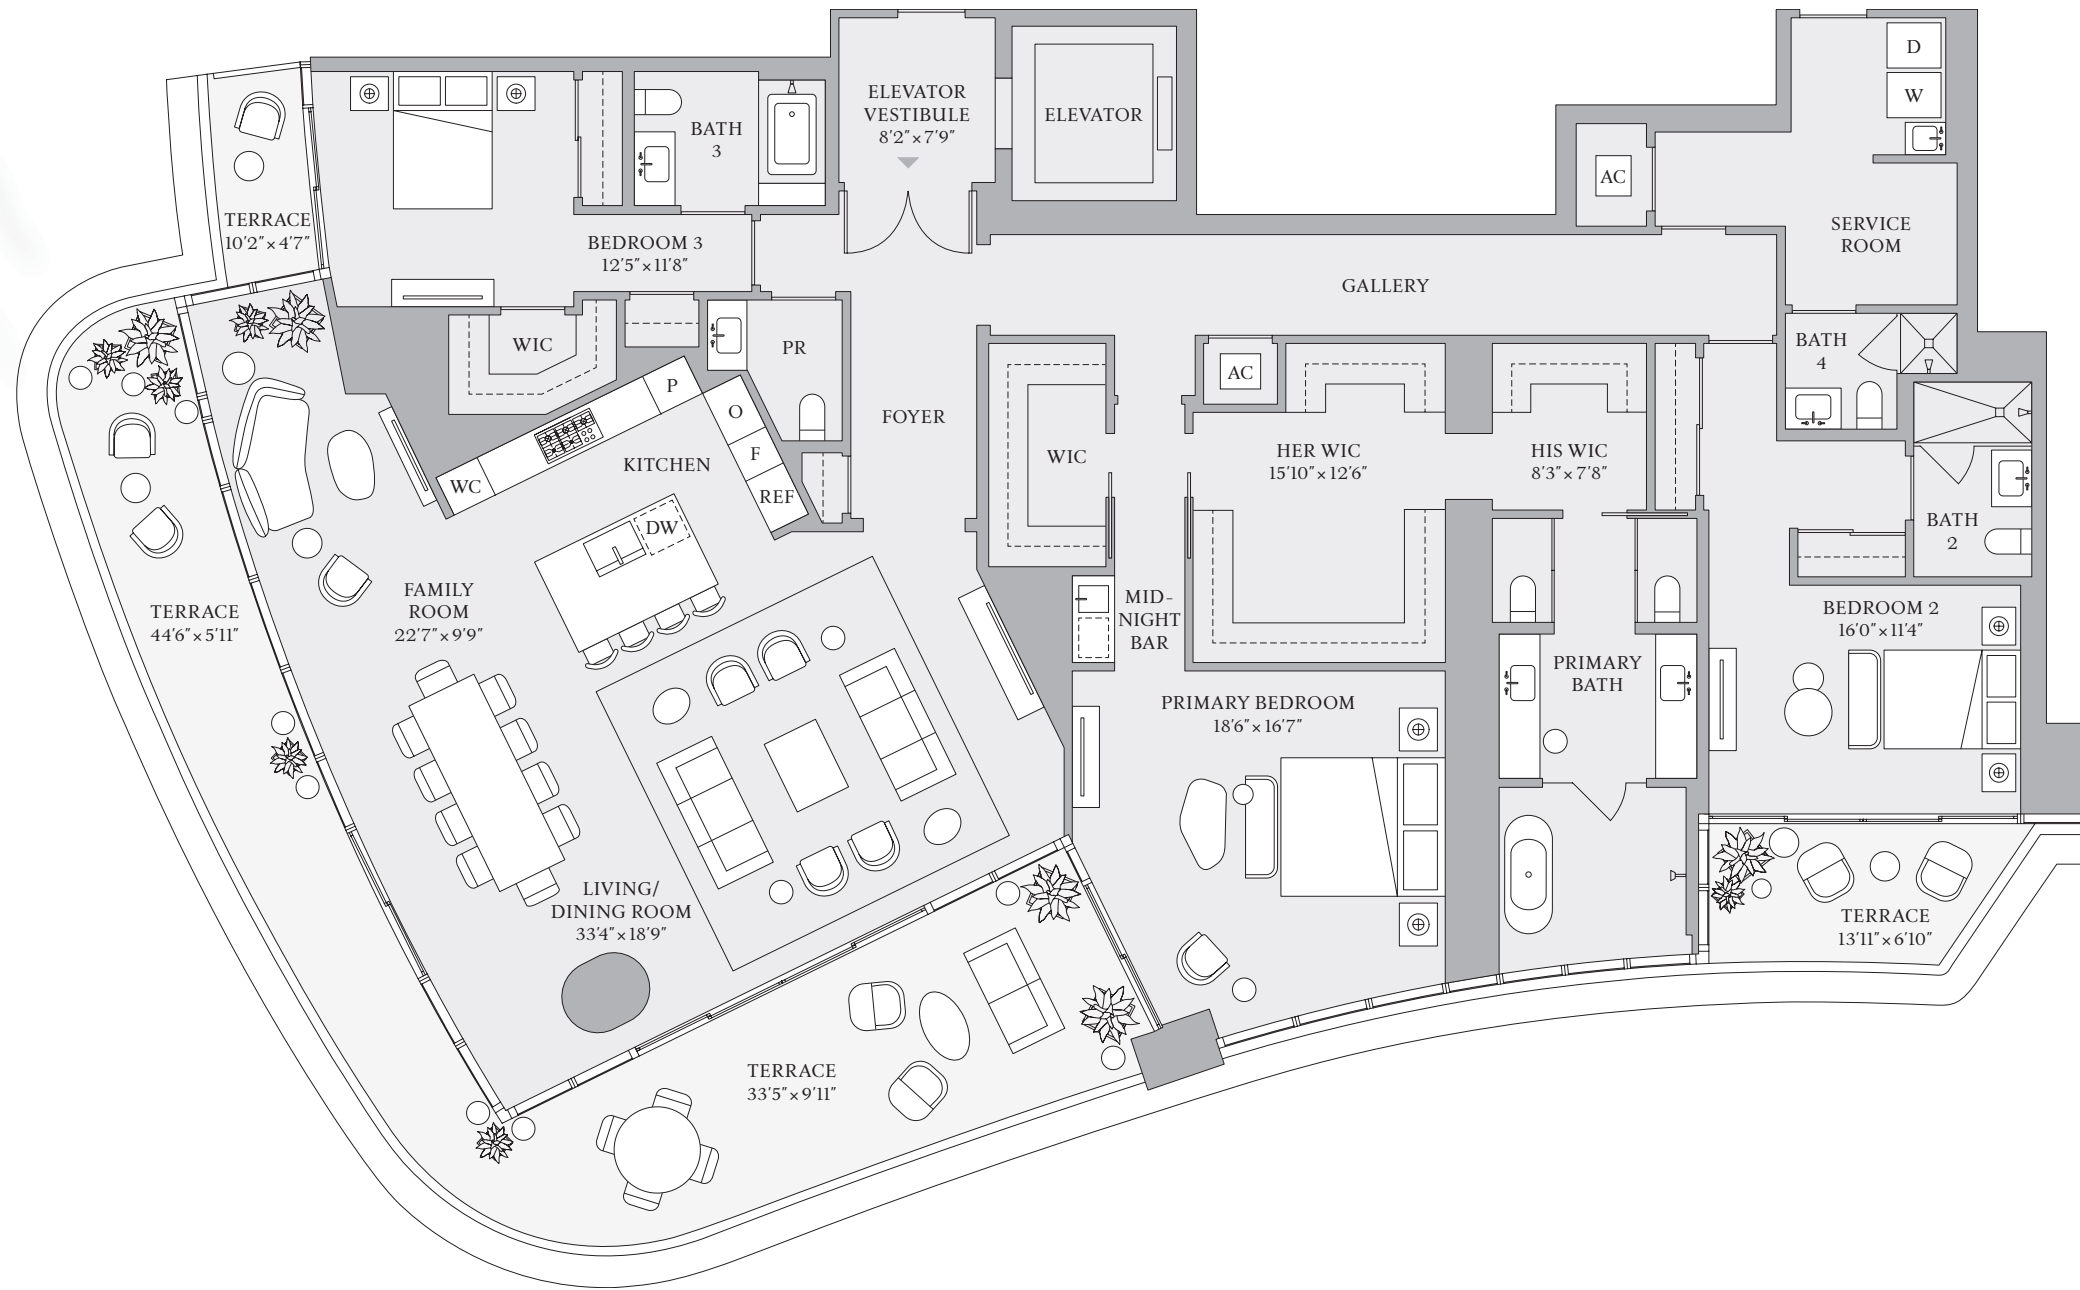 ELEVATOR
VESTIBULE
8'2"×7'9"
ELEVATOR
D
W
BATH
3
AC
TERRACE
10'2"×4'7"
BEDROOM 3
12'5"×11'8"
SERVICE
ROOM
GALLERY
WIC
PR
BATH
4
P
AC
O
FOYER
F
KITCHEN
WIC
HER WIC
15'10"×12'6"
HIS WIC
8'3"×7'8"
WC
REF
DW
BATH
2
FAMILY
ROOM
22'7"×9'9"
TERRACE
44'6"×5'11"
MID-
NIGHT
BAR
BEDROOM 2
16'0"×11'4"
PRIMARY
BATH
PRIMARY BEDROOM
18'6"×16'7"
LIVING/
DINING ROOM
33'4"×18'9"
TERRACE
13'11"×6'10"
TERRACE
33'5"×9'11"